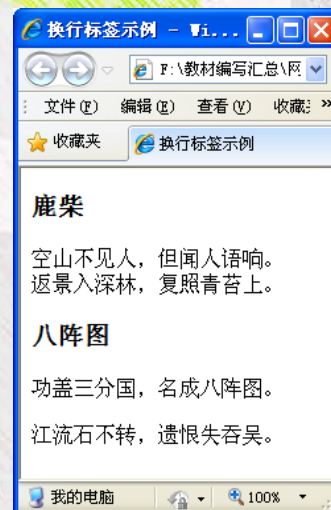 换行标签示例 - Wi...
F:\教材编写汇总\网
文件(F) 编辑(E) 查看(V) 收藏 »
收藏夹 换行标签示例
鹿柴
空山不见人，但闻人语响。
返景入深林，复照青苔上。
八阵图
功盖三分国，名成八阵图。
江流石不转，遗恨失吞吴。
我的电脑 100%